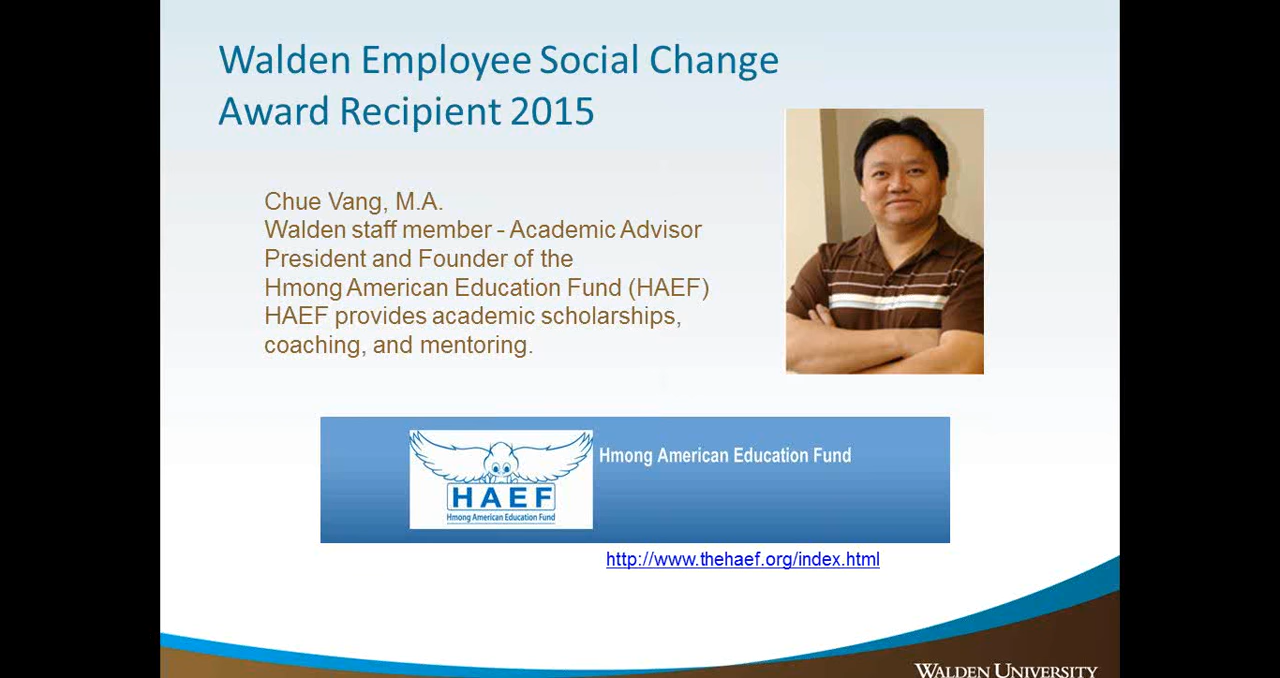 Walden Employee Social Change
Award Recipient 2015
Chue Vang, M.A.
Walden staff member - Academic Advisor
President and Founder of the
Hmong American Education Fund (HAEF)
HAEF provides academic scholarships,
coaching, and mentoring.
HAEF
Hmong American Education Fund
Hmong American Education Fund
http://www.thehaef.org/index.html
WALDEN UNIVERSITY